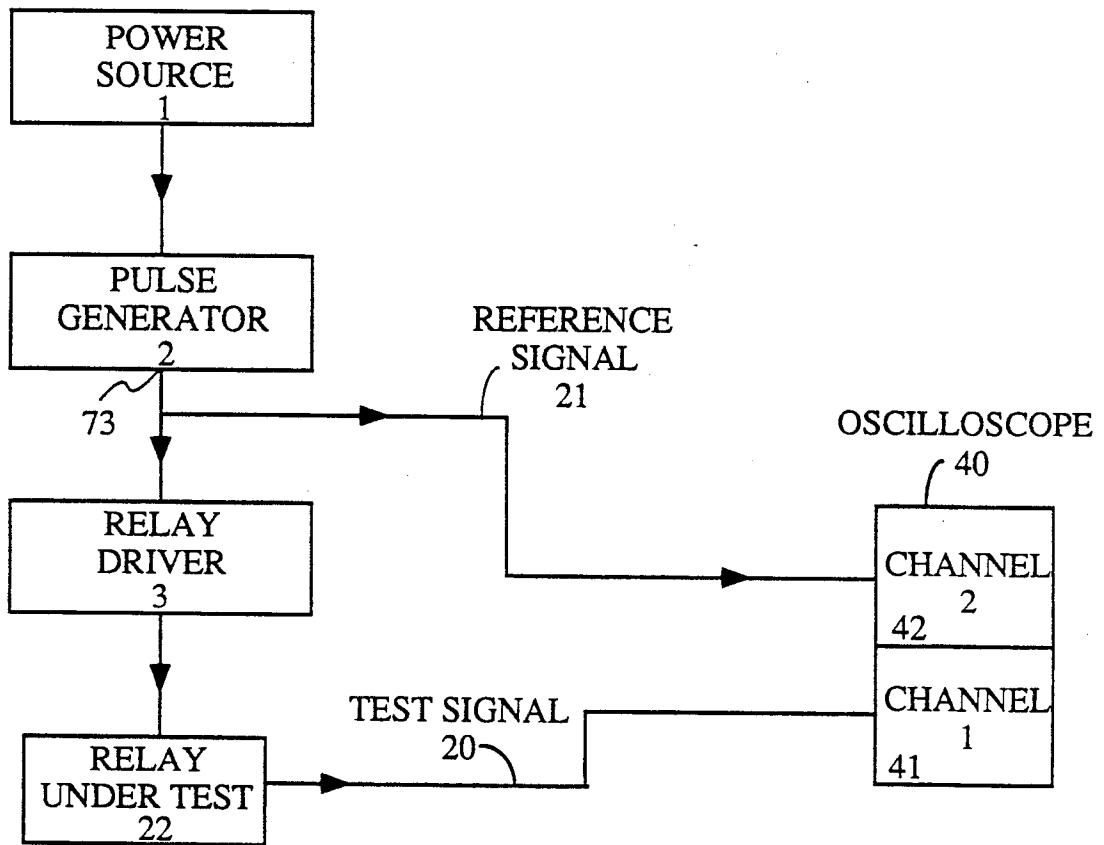 POWER
SOURCE
1
PULSE
GENERATOR
2
73
REFERENCE
SIGNAL
21
OSCILLOSCOPE
40
RELAY
DRIVER
3
CHANNEL
2
42
CHANNEL
1
41
TEST SIGNAL
20
RELAY
UNDER TEST
22